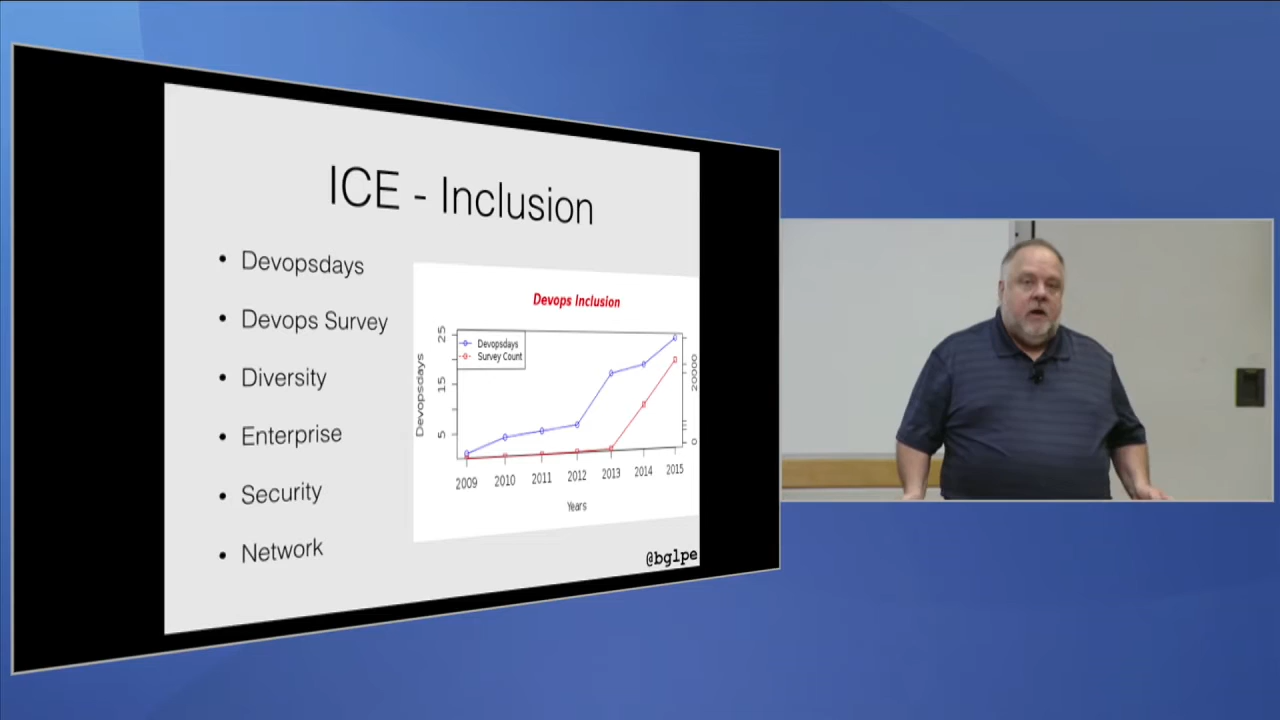 ICE - Inclusion
• Devopsdays
• Devops Survey
• Diversity
• Enterprise
• Security
• Network
Devops Inclusion
Devopsdays
Survey Count
Devopsdays
25
15
5
20000
0
2009 2010 2011 2012 2013 2014 2015
Years
@bglpe